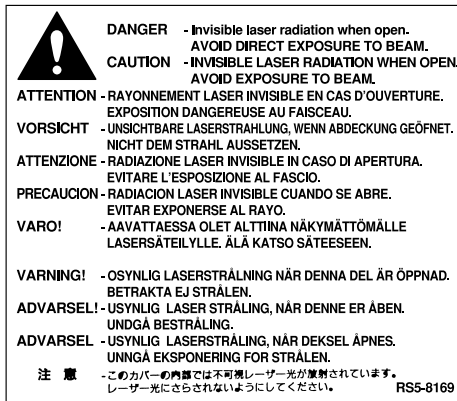 DANGER - Invisible laser radiation when open.
AVOID DIRECT EXPOSURE TO BEAM.
CAUTION - INVISIBLE LASER RADIATION WHEN OPEN.
AVOID EXPOSURE TO BEAM.
ATTENTION - RAYONNEMENT LASER INVISIBLE EN CAS D'OUVERTURE.
EXPOSITION DANGEREUSE AU FAISCEAU.
VORSICHT - UNSICHTBARE LASERSTRAHLUNG, WENN ABDECKUNG GEÖFNET.
NICHT DEM STRAHL AUSSETZEN.
ATTENZIONE - RADIAZIONE LASER INVISIBLE IN CASO DI APERTURA.
EVITARE L'ESPOSIZIONE AL FASCIO.
PRECAUCION - RADIACION LASER INVISIBLE CUANDO SE ABRE.
EVITAR EXPONERSE AL RAYO.
VARO! - AAVATTAESSA OLET ALTTIINA NÄKYMÄTTÖMÄLLE
LASERSÄTEILYLLE. ÄLÄ KATSO SÄTEESEEN.
VARNING! - OSYNLIG LASERSTRÅLNING NÄR DENNA DEL ÄR ÖPPNAD.
BETRAKTA EJ STRÅLEN.
ADVARSEL! - USYNLIG LASER STRÅLING, NÅR DENNE ER ÅBEN.
UNDGÅ BESTRÅLING.
ADVARSEL - USYNLIG LASERSTRÅLING, NÅR DEKSEL ÅPNES.
UNNGÅ EKSPONERING FOR STRÅLEN.
注 意 - このカバーの内部では不可視レーザー光が放射されています。
レーザー光にさらされないようにしてください。 RS5-8169